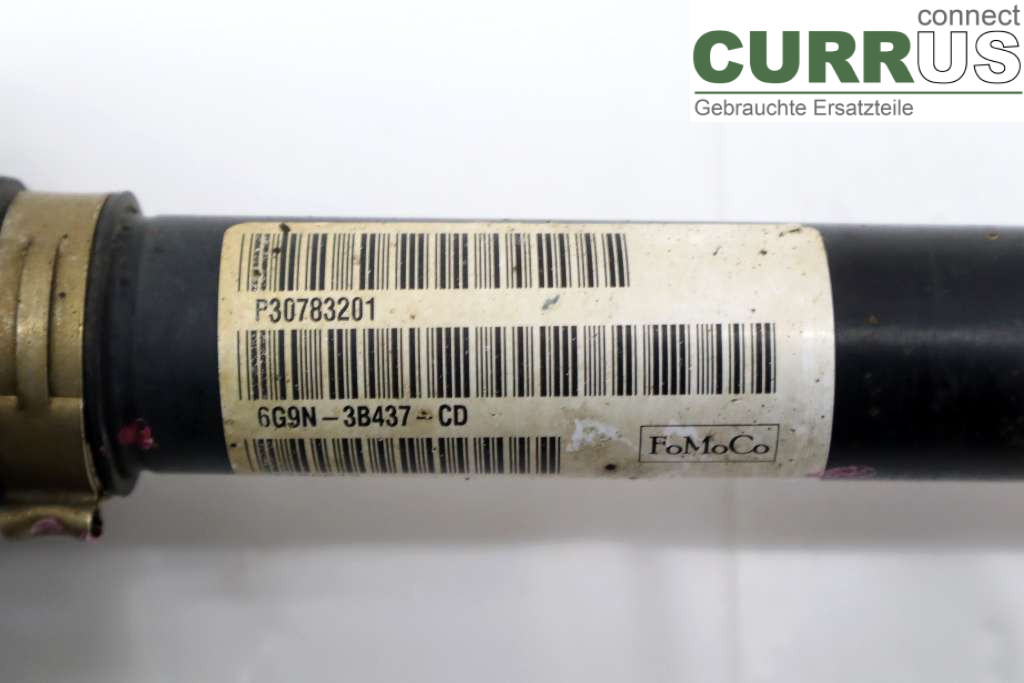 connect
CURRUS
Gebrauchte Ersatzteile
P30783201
6G9N-3B437-CD
FoMoCo